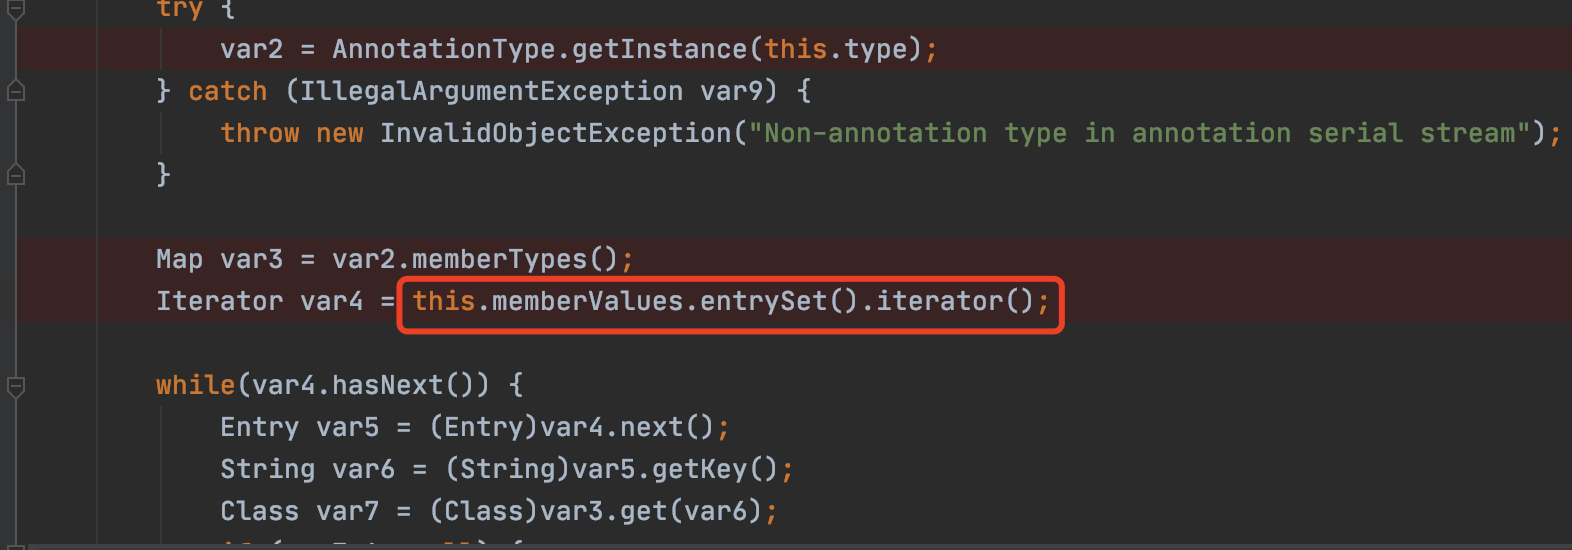 try {
var2 = AnnotationType.getInstance(this.type);
} catch (IllegalArgumentException var9) {
throw new InvalidObjectException("Non-annotation type in annotation serial stream");
}
Map var3 = var2.memberTypes();
Iterator var4 = this.memberValues.entrySet().iterator();
while(var4.hasNext()) {
Entry var5 = (Entry)var4.next();
String var6 = (String)var5.getKey();
Class var7 = (Class)var3.get(var6);